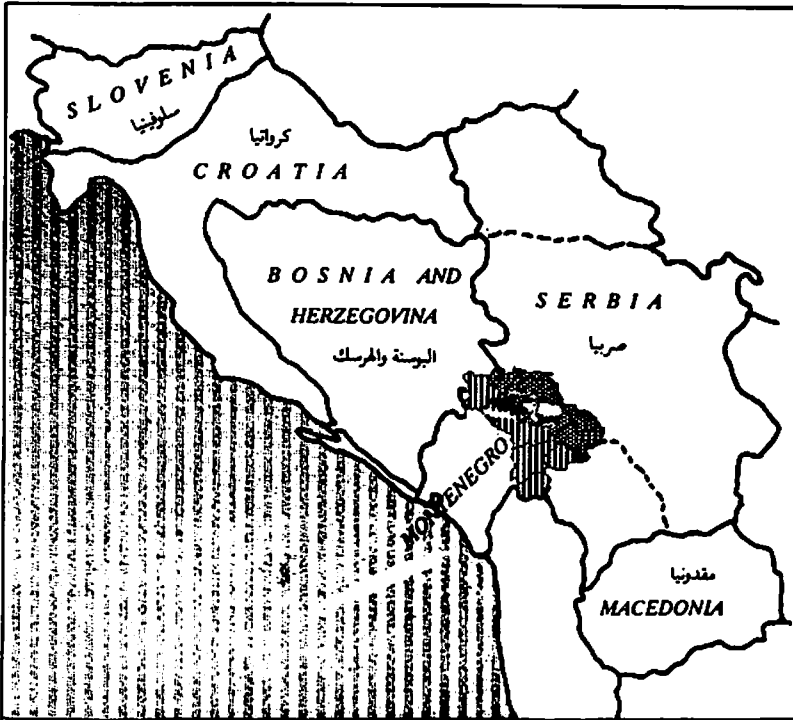 SLOVENIA
سلوفينيا
كرواتيا
CROATIA
BOSNIA AND
HERZEGOVINA
البوسنة والهرسك
SERBIA
صربيا
MONTENEGRO
مقدونيا
MACEDONIA